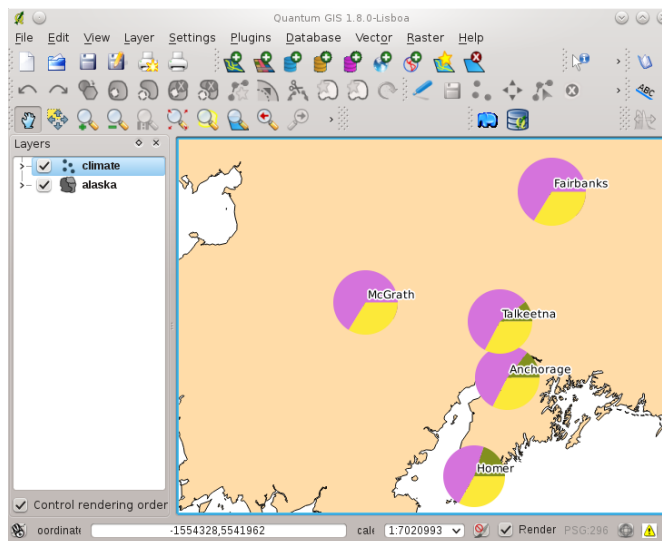 Quantum GIS 1.8.0-Lisboa
File Edit View Layer Settings Plugins Database Vector Raster Help
ABC
Layers
climate
alaska
Fairbanks
McGrath
Talkeetna
Anchorage
Homer
Control rendering order
oordinate -1554328,5541962 cale 1:7020993 Render PSG:296